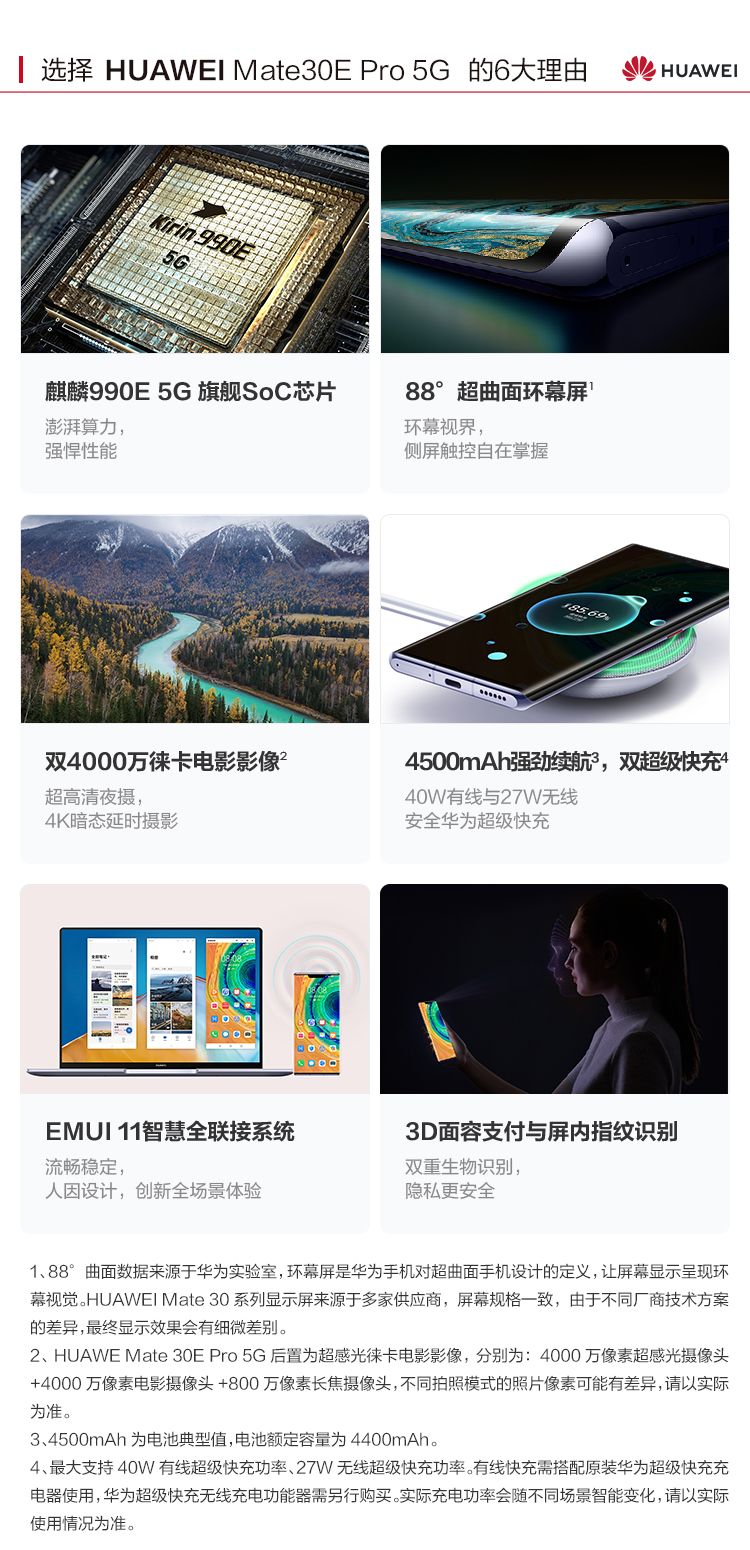 选择 HUAWEI Mate30E Pro 5G 的6大理由
HUAWEI
Kirin 990E
5G
麒麟990E 5G 旗舰SoC芯片
澎湃算力，
强悍性能
88°超曲面环幕屏1
环幕视界，
侧屏触控自在掌握
双4000万徕卡电影影像2
超高清夜摄，
4K暗态延时摄影
85.69%
4500mAh强劲续航3，双超级快充4
40W有线与27W无线
安全华为超级快充
08:08
08:08
EMUI 11智慧全联接系统
流畅稳定，
人因设计，创新全场景体验
3D面容支付与屏内指纹识别
双重生物识别，
隐私更安全
1、88°曲面数据来源于华为实验室，环幕屏是华为手机对超曲面手机设计的定义，让屏幕显示呈现环
幕视觉。HUAWEI Mate 30 系列显示屏来源于多家供应商，屏幕规格一致，由于不同厂商技术方案
的差异，最终显示效果会有细微差别。
2、HUAWE Mate 30E Pro 5G 后置为超感光徕卡电影影像，分别为：4000 万像素超感光摄像头
+4000 万像素电影摄像头 +800 万像素长焦摄像头，不同拍照模式的照片像素可能有差异，请以实际
为准。
3、4500mAh 为电池典型值，电池额定容量为 4400mAh。
4、最大支持 40W 有线超级快充功率、27W 无线超级快充功率。有线快充需搭配原装华为超级快充充
电器使用，华为超级快充无线充电功能器需另行购买。实际充电功率会随不同场景智能变化，请以实际
使用情况为准。